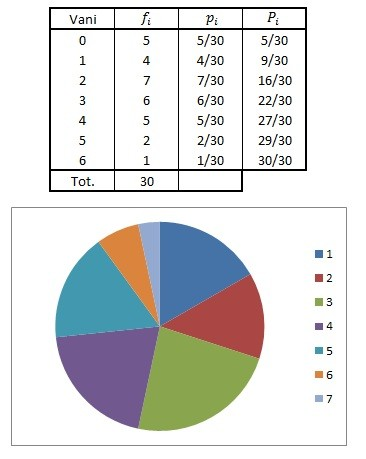 Vani fᵢ pᵢ Pᵢ
0 5 5/30 5/30
1 4 4/30 9/30
2 7 7/30 16/30
3 6 6/30 22/30
4 5 5/30 27/30
5 2 2/30 29/30
6 1 1/30 30/30
Tot. 30
1
2
3
4
5
6
7